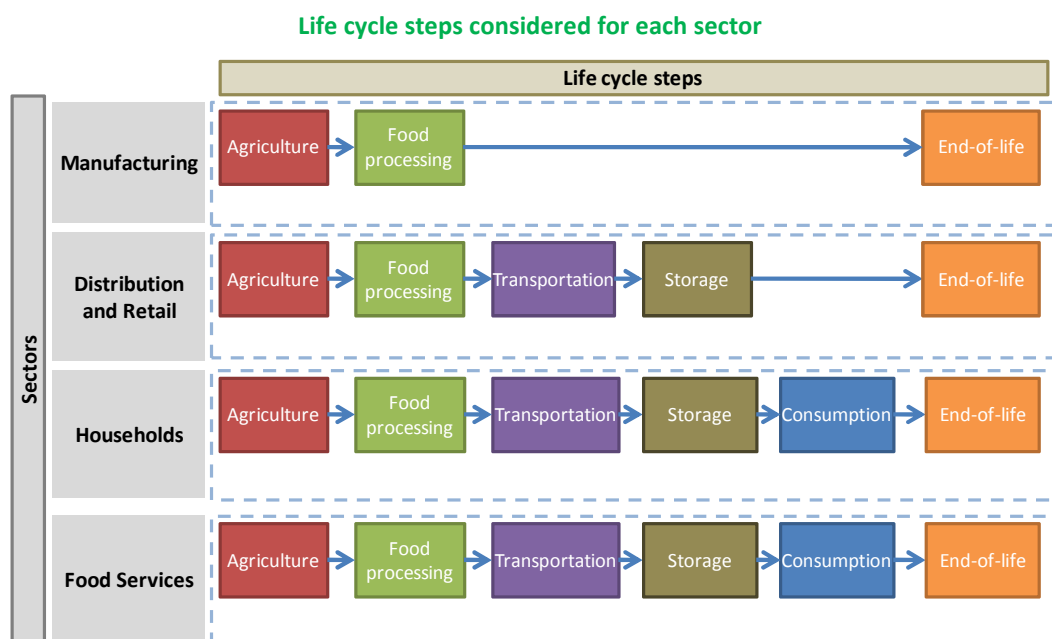 Life cycle steps considered for each sector
Life cycle steps
Sectors
Manufacturing
Agriculture
Food
processing
End-of-life
Distribution
and Retail
Agriculture
Food
processing
Transportation
Storage
End-of-life
Households
Agriculture
Food
processing
Transportation
Storage
Consumption
End-of-life
Food Services
Agriculture
Food
processing
Transportation
Storage
Consumption
End-of-life